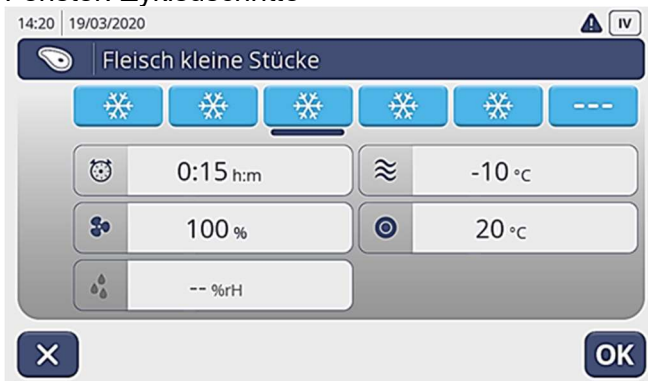 14:20 19/03/2020
IV
Fleisch kleine Stücke
---
0:15 h:m
-10 °C
100 %
20 °C
-- %rH
OK